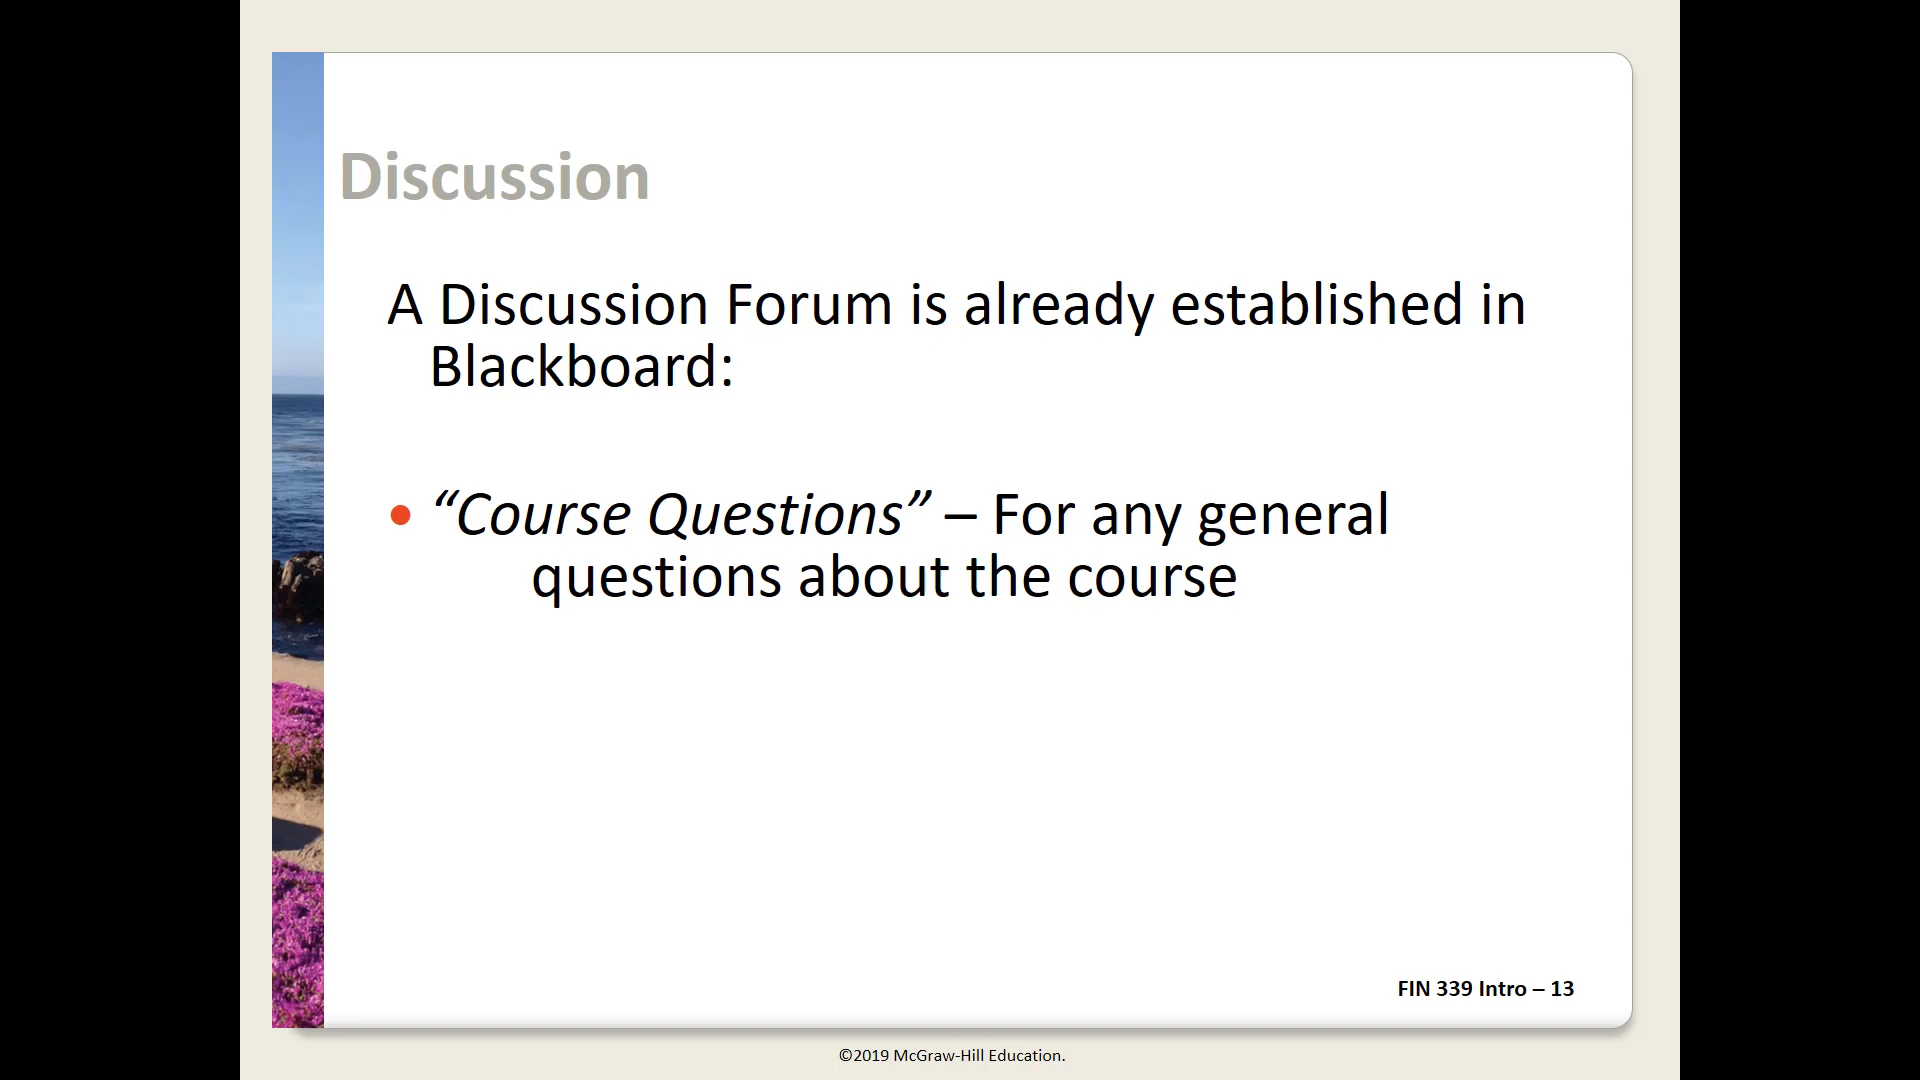 Discussion
A Discussion Forum is already established in
Blackboard:
• “Course Questions” – For any general
questions about the course
FIN 339 Intro – 13
©2019 McGraw-Hill Education.